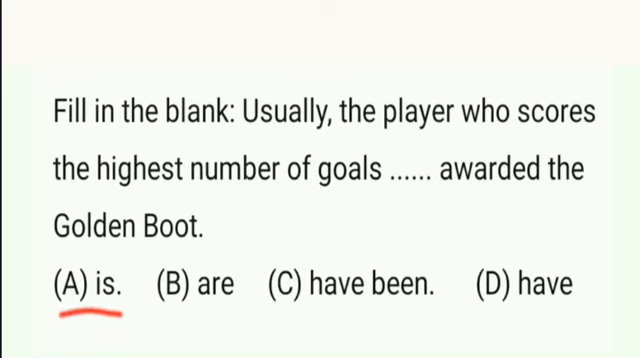 Fill in the blank: Usually, the player who scores
the highest number of goals ...... awarded the
Golden Boot.
(A) is. (B) are (C) have been. (D) have